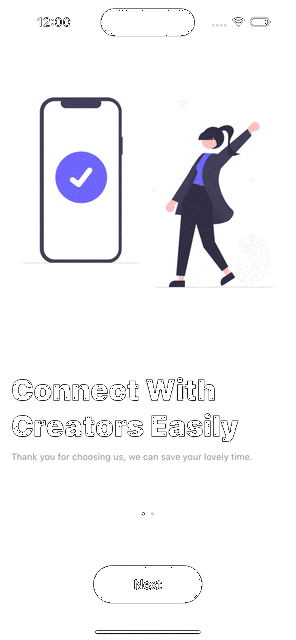 12:00
Connect With
Creators Easily
Thank you for choosing us, we can save your lovely time.
Next